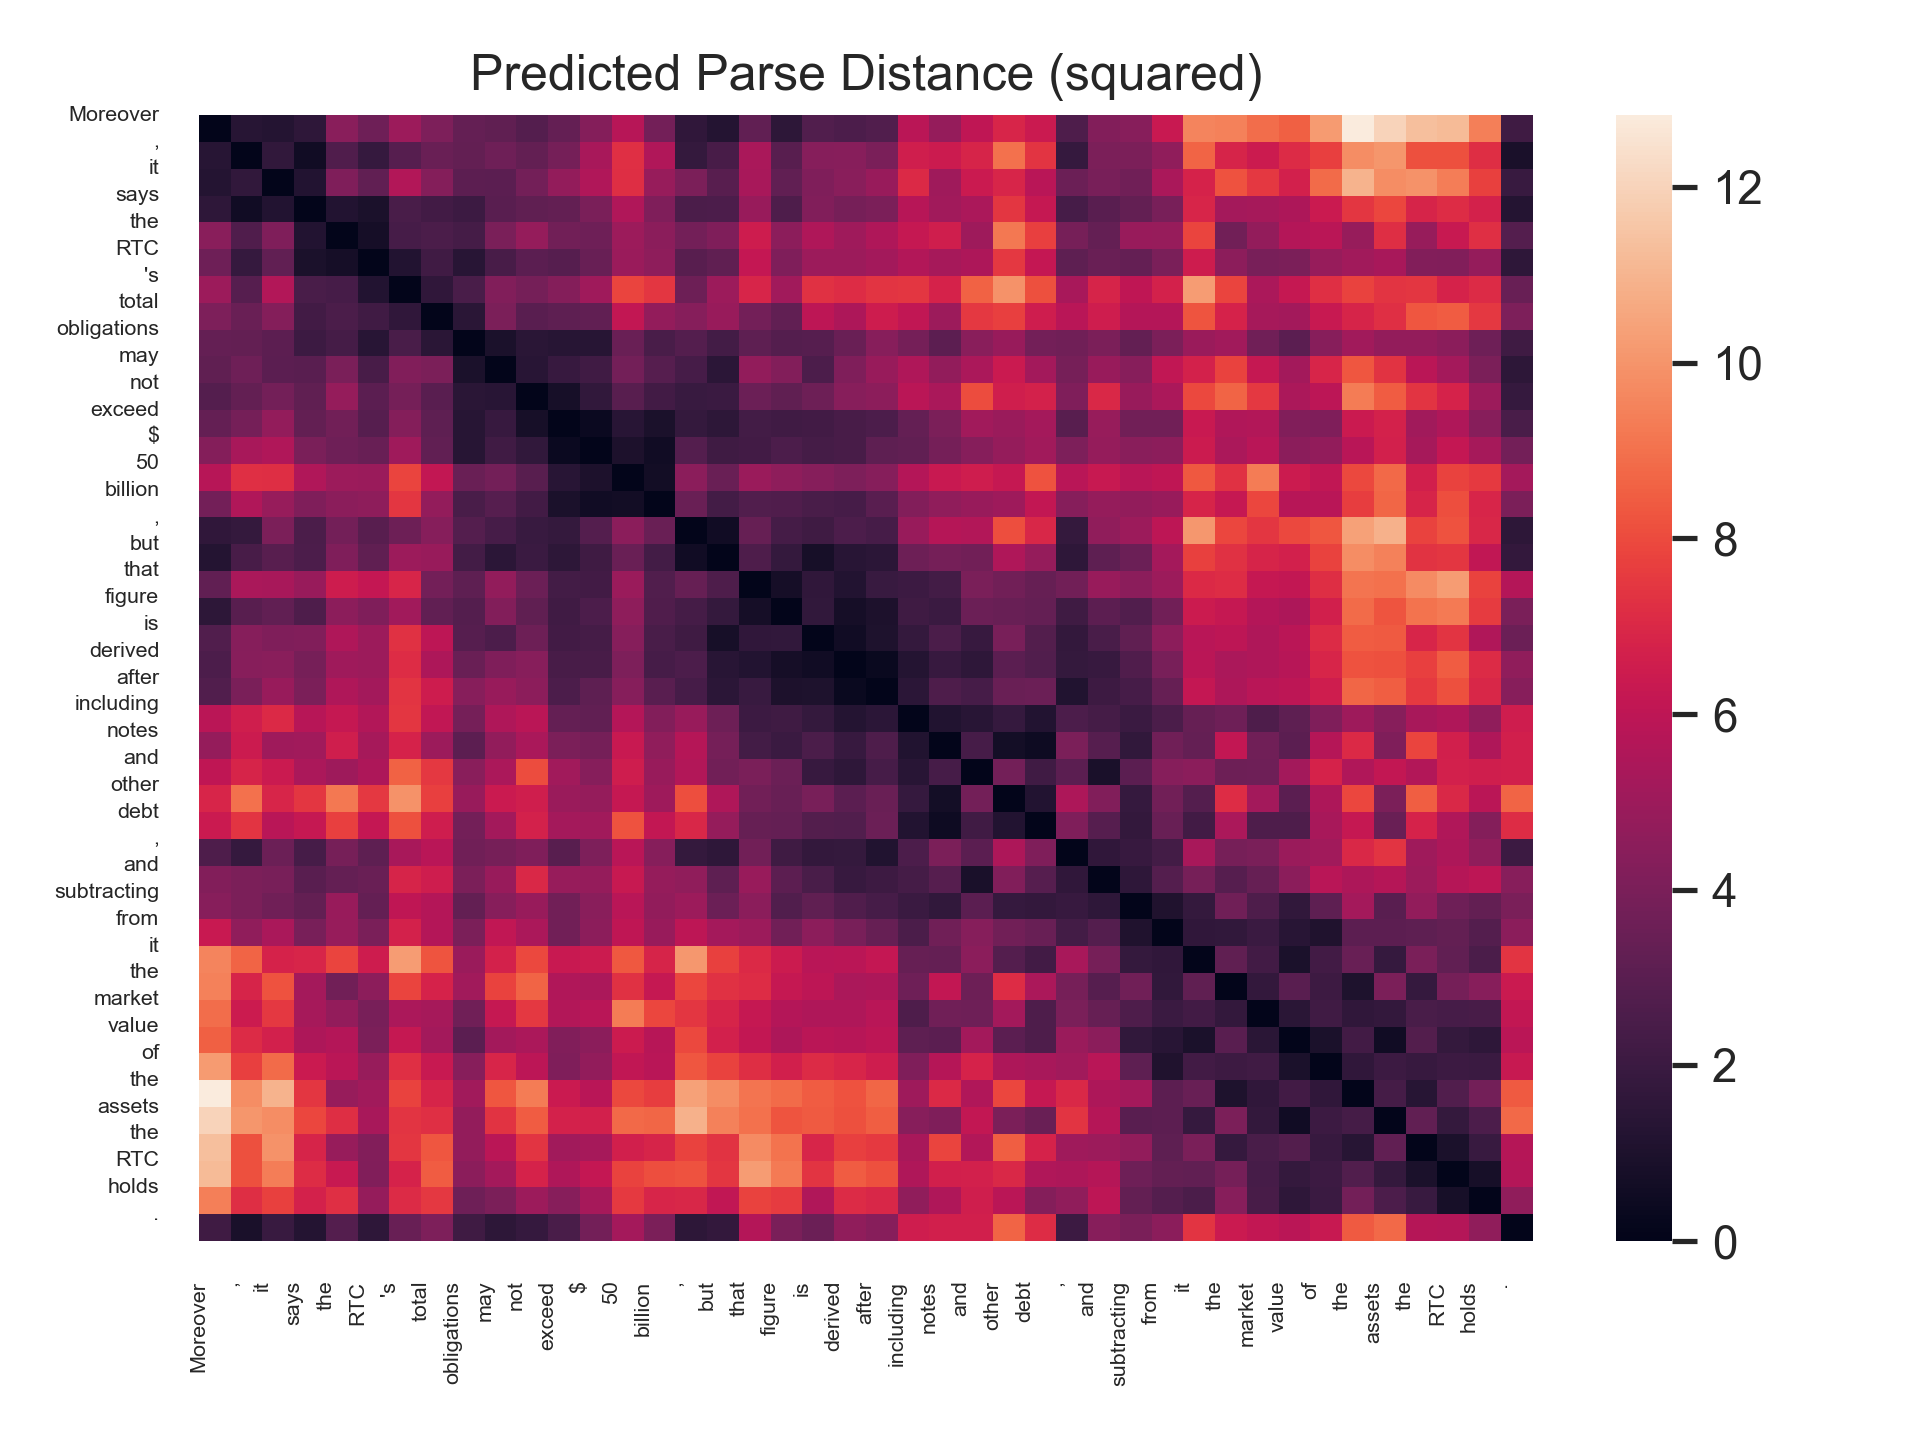 Predicted Parse Distance (squared)
Moreover
,
it
says
the
RTC
's
total
obligations
may
not
exceed
$
50
billion
,
but
that
figure
is
derived
after
including
notes
and
other
debt
,
and
subtracting
from
it
the
market
value
of
the
assets
the
RTC
holds
.
12
10
8
6
4
2
0
Moreover
,
it
says
the
RTC
's
total
obligations
may
not
exceed
$
50
billion
,
but
that
figure
is
derived
after
including
notes
and
other
debt
,
and
subtracting
from
it
the
market
value
of
the
assets
the
RTC
holds
.